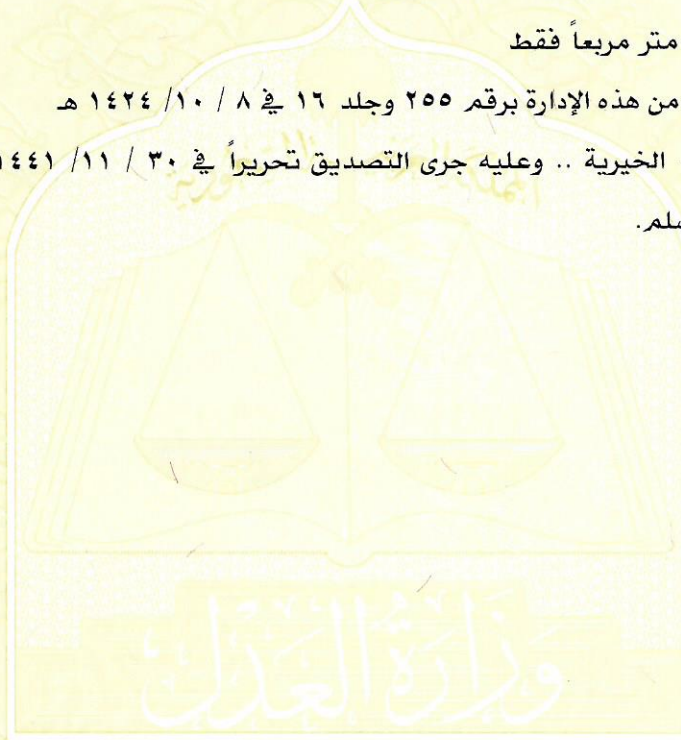 متر مربعاً فقط
من هذه الإدارة برقم ٢٥٥ وجلد ١٦ في ٨ / ١٠/ ١٤٢٤ هـ
الخيرية .. وعليه جرى التصديق تحريراً في ٣٠ / ١١/ ١٤٤١
وزارة العدل